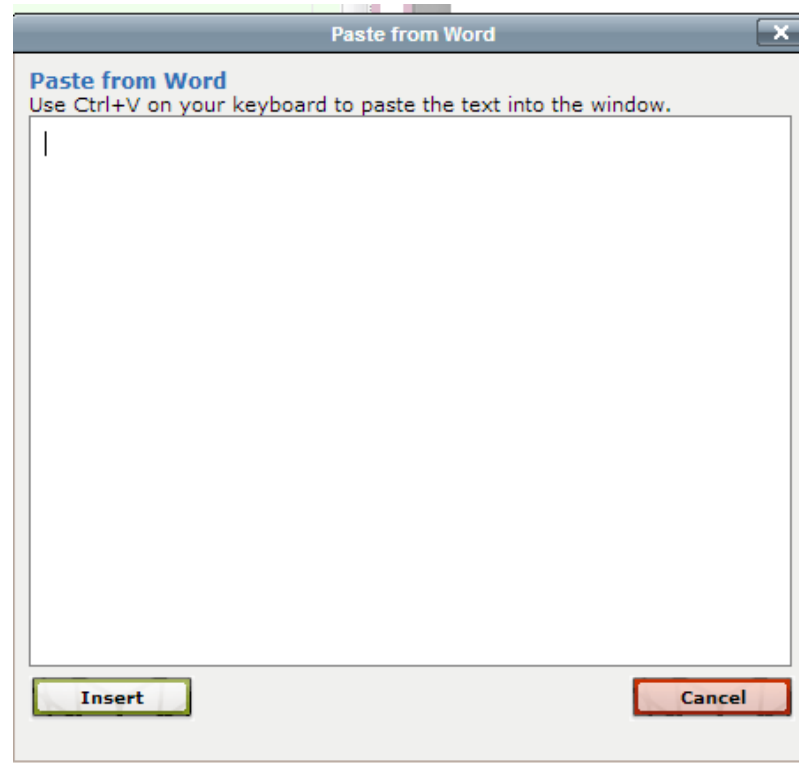 Paste from Word
Paste from Word
Use Ctrl+V on your keyboard to paste the text into the window.
Insert
Cancel